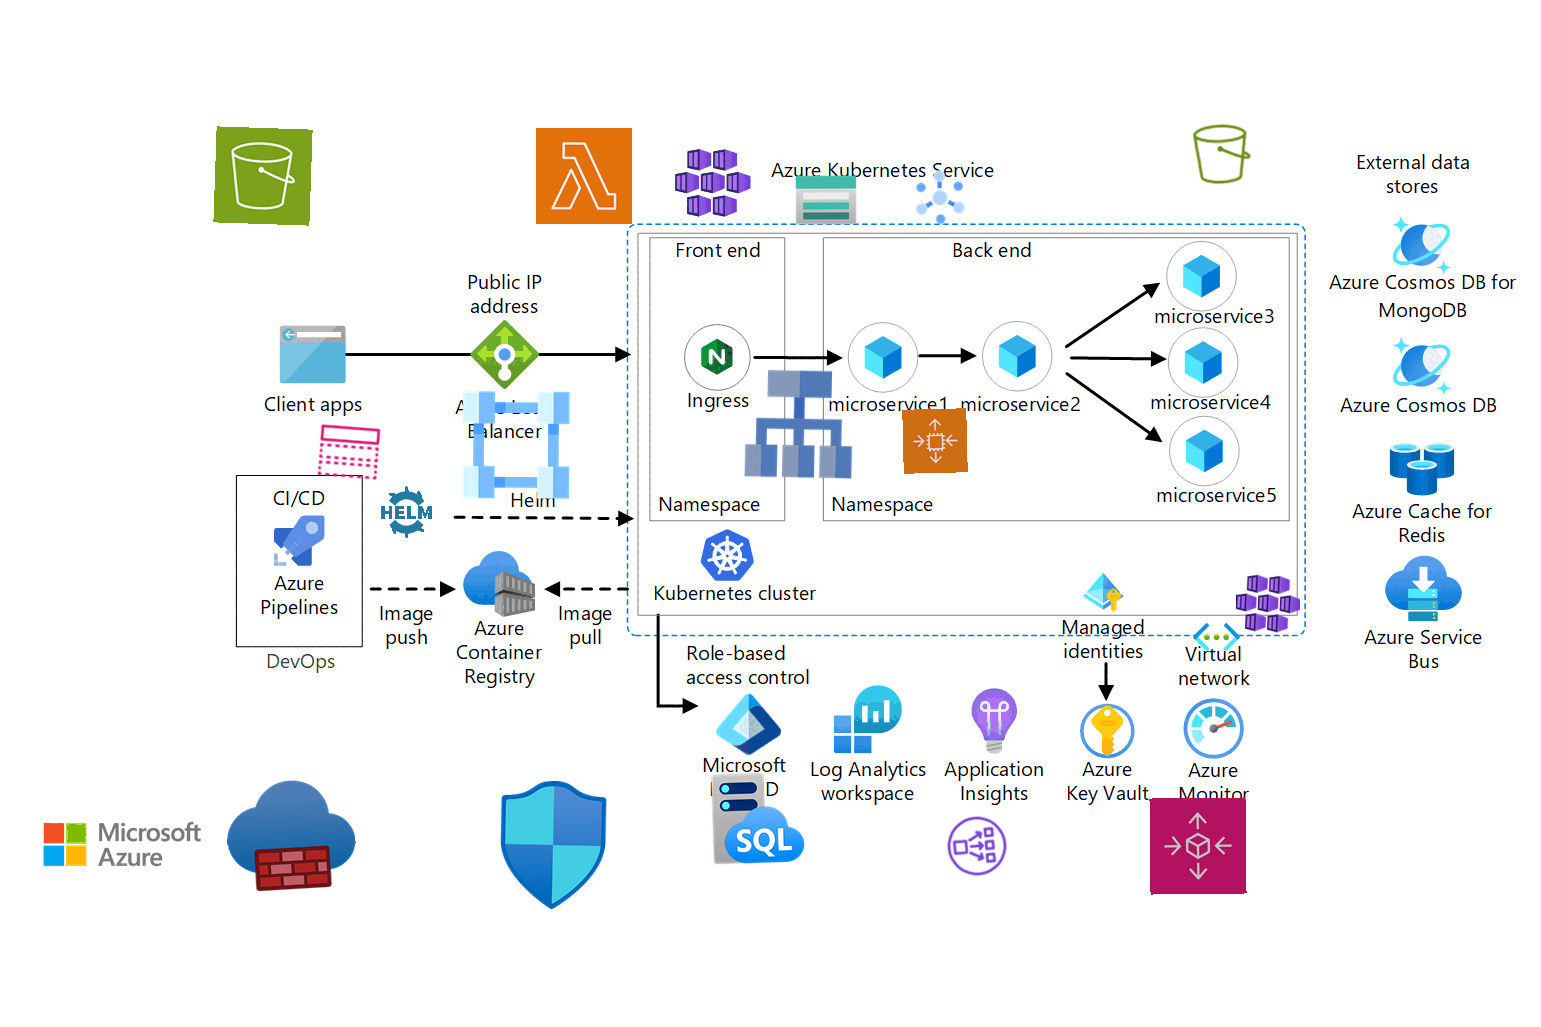 Azure Kubernetes Service
External data
stores
Front end
Back end
Public IP
address
microservice3
Azure Cosmos DB for
MongoDB
Client apps
Ingress
microservice1
microservice2
microservice4
Azure Cosmos DB
Balancer
CI/CD
HELM
Helm
Namespace
Namespace
microservice5
Azure Cache for
Redis
Azure
Pipelines
Image
push
Image
pull
Kubernetes cluster
Azure
Container
Registry
DevOps
Managed
identities
Virtual
network
Azure Service
Bus
Role-based
access control
Microsoft
Log Analytics
workspace
Application
Insights
Azure
Key Vault
Azure
Monitor
SQL
Microsoft
Azure